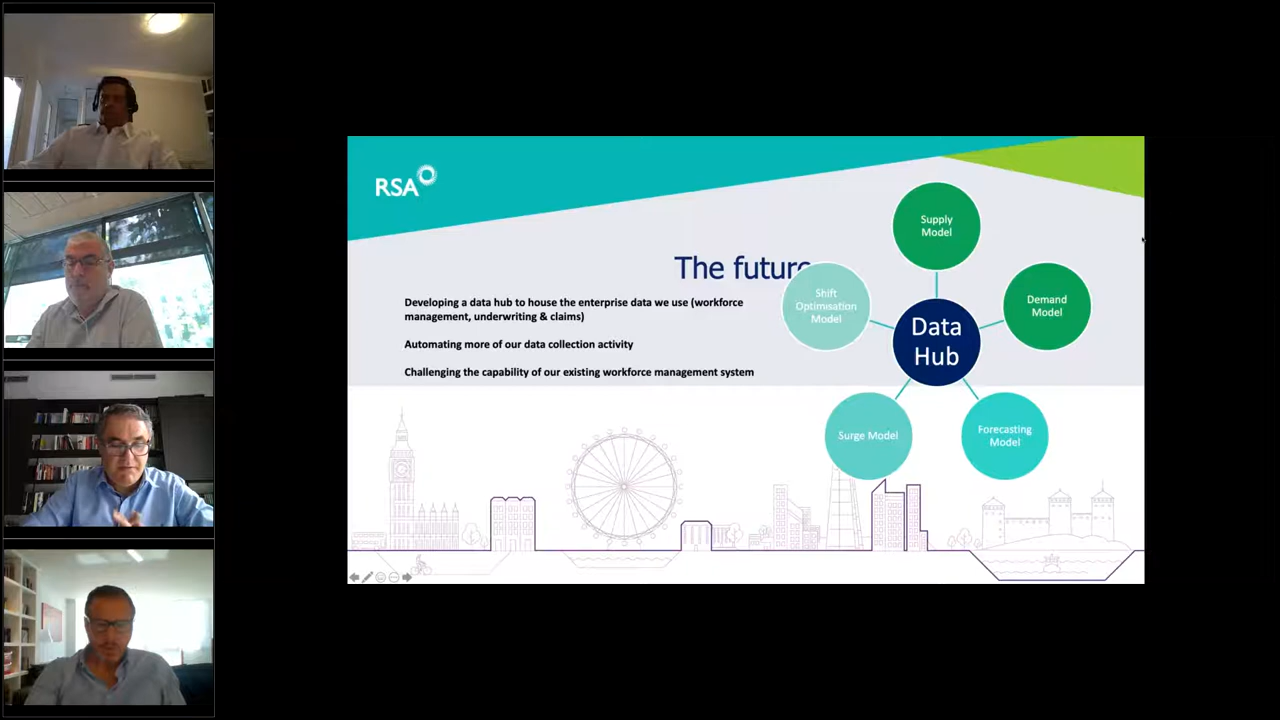 RSA
The future
Developing a data hub to house the enterprise data we use (workforce
management, underwriting & claims)
Automating more of our data collection activity
Challenging the capability of our existing workforce management system
Supply
Model
Shift
Optimisation
Model
Demand
Model
Data
Hub
Surge Model
Forecasting
Model